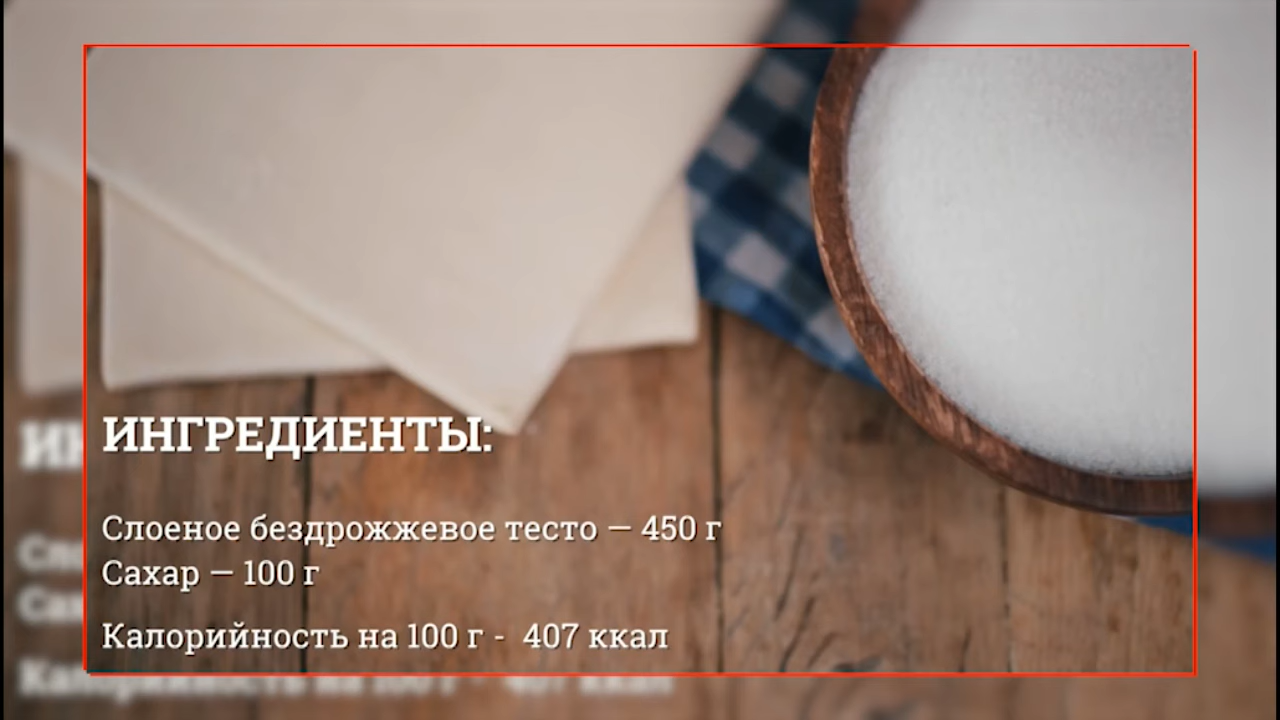 ИНГРЕДИЕНТЫ:
Слоеное бездрожжевое тесто — 450 г
Сахар — 100 г
Калорийность на 100 г - 407 ккал